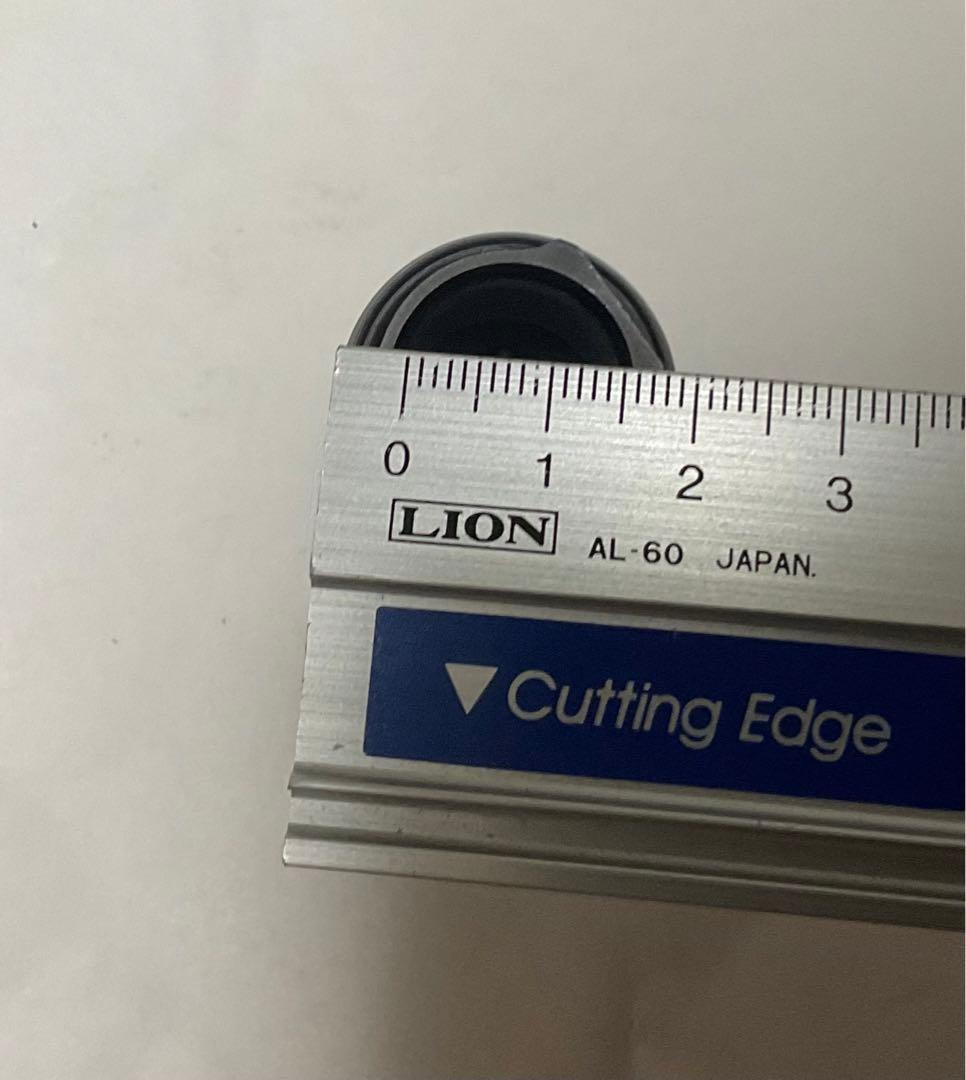 0 1 2 3
LION AL-60 JAPAN.
▼Cutting Edge